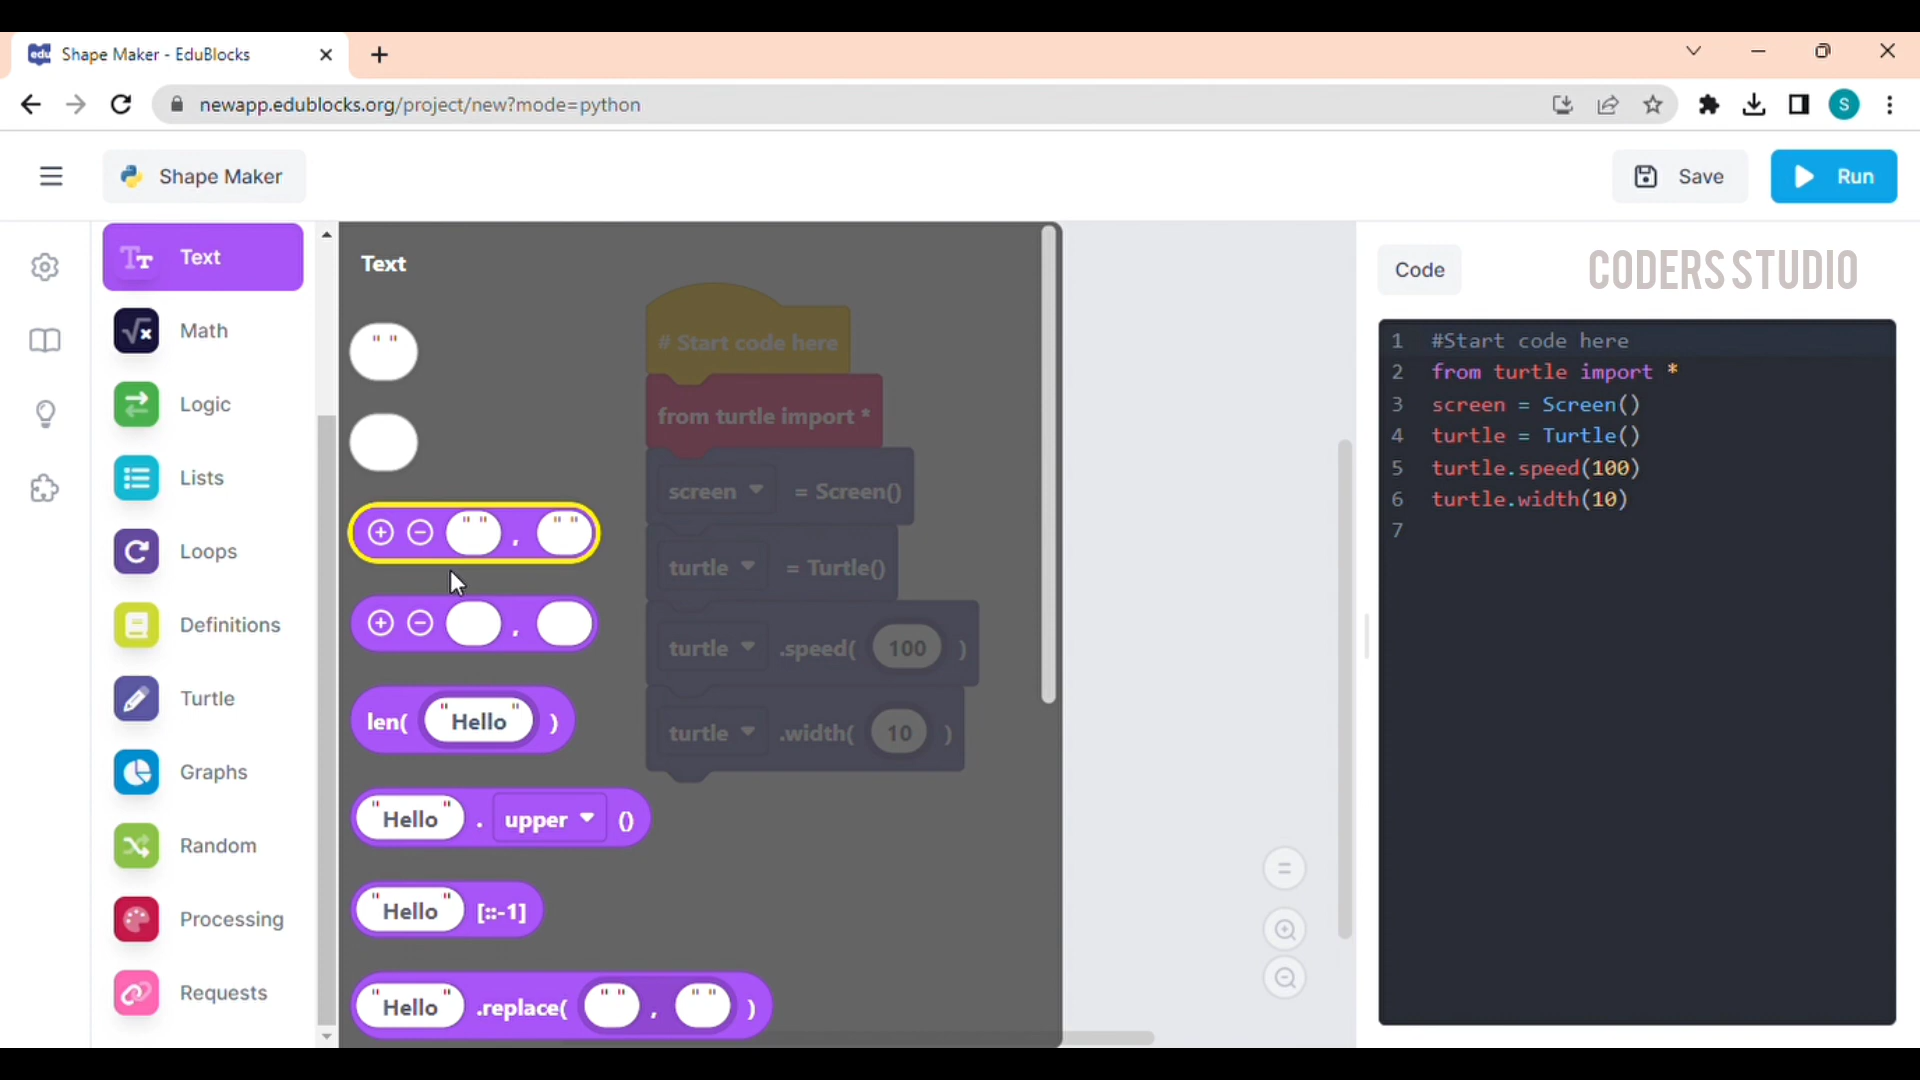 edu Shape Maker - EduBlocks
newapp.edublocks.org/project/new?mode=python
S
Shape Maker
Save
Run
Text
Math
Logic
Lists
Loops
Definitions
Turtle
Graphs
Random
Processing
Requests
Text
" "
" " , " "
,
len( "Hello" )
"Hello" . upper ()
"Hello" [::-1]
"Hello" .replace( " " , " " )
# Start code here
from turtle import *
screen = Screen()
turtle = Turtle()
turtle .speed( 100 )
turtle .width( 10 )
Code
CODERS STUDIO
1 #Start code here
2 from turtle import *
3 screen = Screen()
4 turtle = Turtle()
5 turtle.speed(100)
6 turtle.width(10)
7